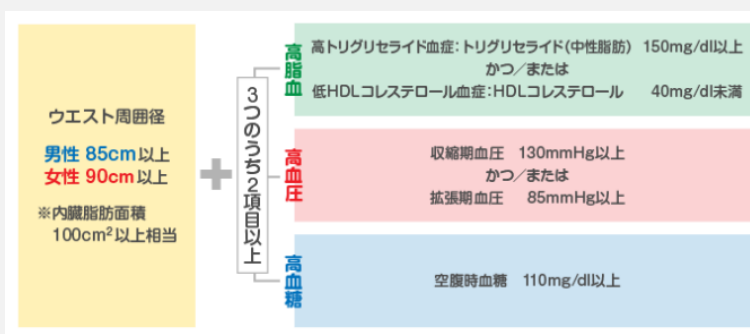 ウエスト周囲径
男性 85cm以上
女性 90cm以上
※内臓脂肪面積
100cm²以上相当
＋
3つのうち2項目以上
高脂血
高トリグリセライド血症：トリグリセライド（中性脂肪） 150mg/dl以上
かつ／または
低HDLコレステロール血症：HDLコレステロール 40mg/dl未満
高血圧
収縮期血圧 130mmHg以上
かつ／または
拡張期血圧 85mmHg以上
高血糖
空腹時血糖 110mg/dl以上